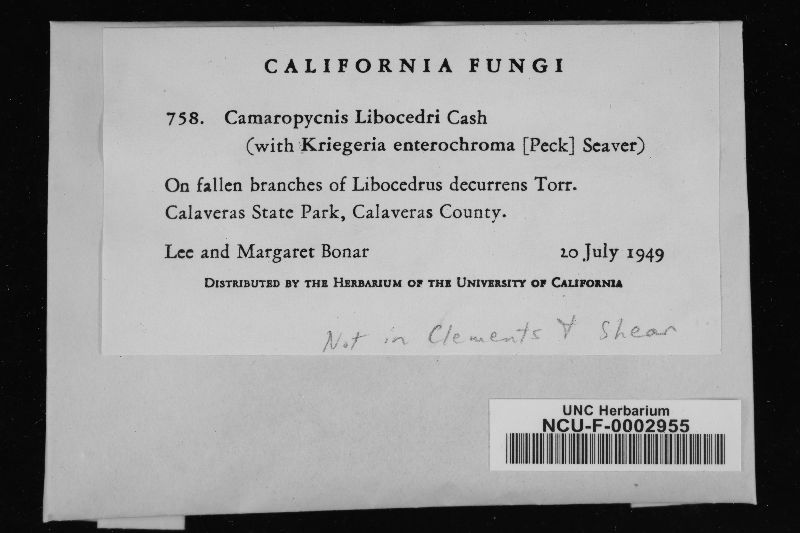 CALIFORNIA FUNGI
758. Camaropycnis Libocedri Cash
(with Kriegeria enterochroma [Peck] Seaver)
On fallen branches of Libocedrus decurrens Torr.
Calaveras State Park, Calaveras County.
Lee and Margaret Bonar 20 July 1949
DISTRIBUTED BY THE HERBARIUM OF THE UNIVERSITY OF CALIFORNIA
Not in Clements & Shear
UNC Herbarium
NCU-F-0002955